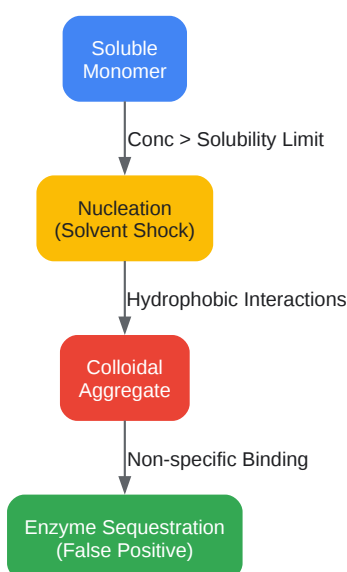 Soluble
Monomer
Conc > Solubility Limit
Nucleation
(Solvent Shock)
Hydrophobic Interactions
Colloidal
Aggregate
Non-specific Binding
Enzyme Sequestration
(False Positive)